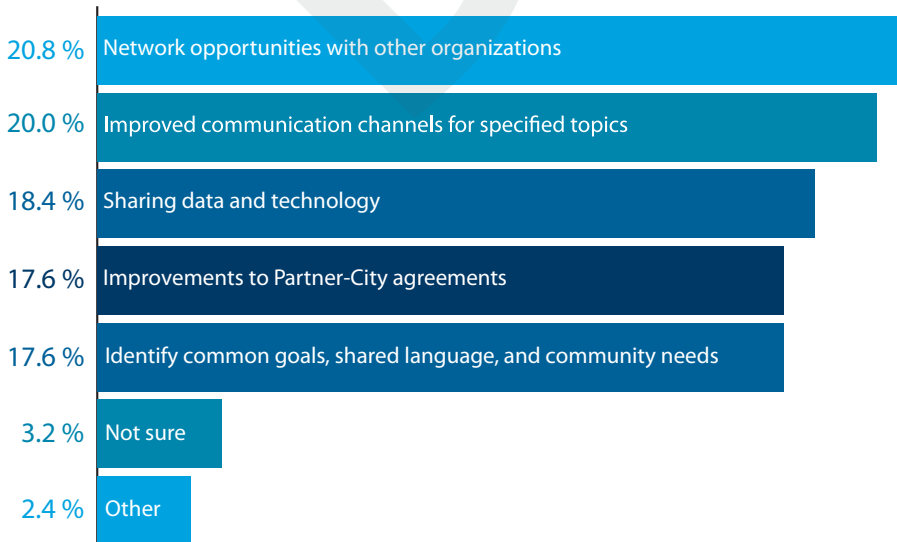 20.8 % Network opportunities with other organizations
20.0 % Improved communication channels for specified topics
18.4 % Sharing data and technology
17.6 % Improvements to Partner-City agreements
17.6 % Identify common goals, shared language, and community needs
3.2 % Not sure
2.4 % Other